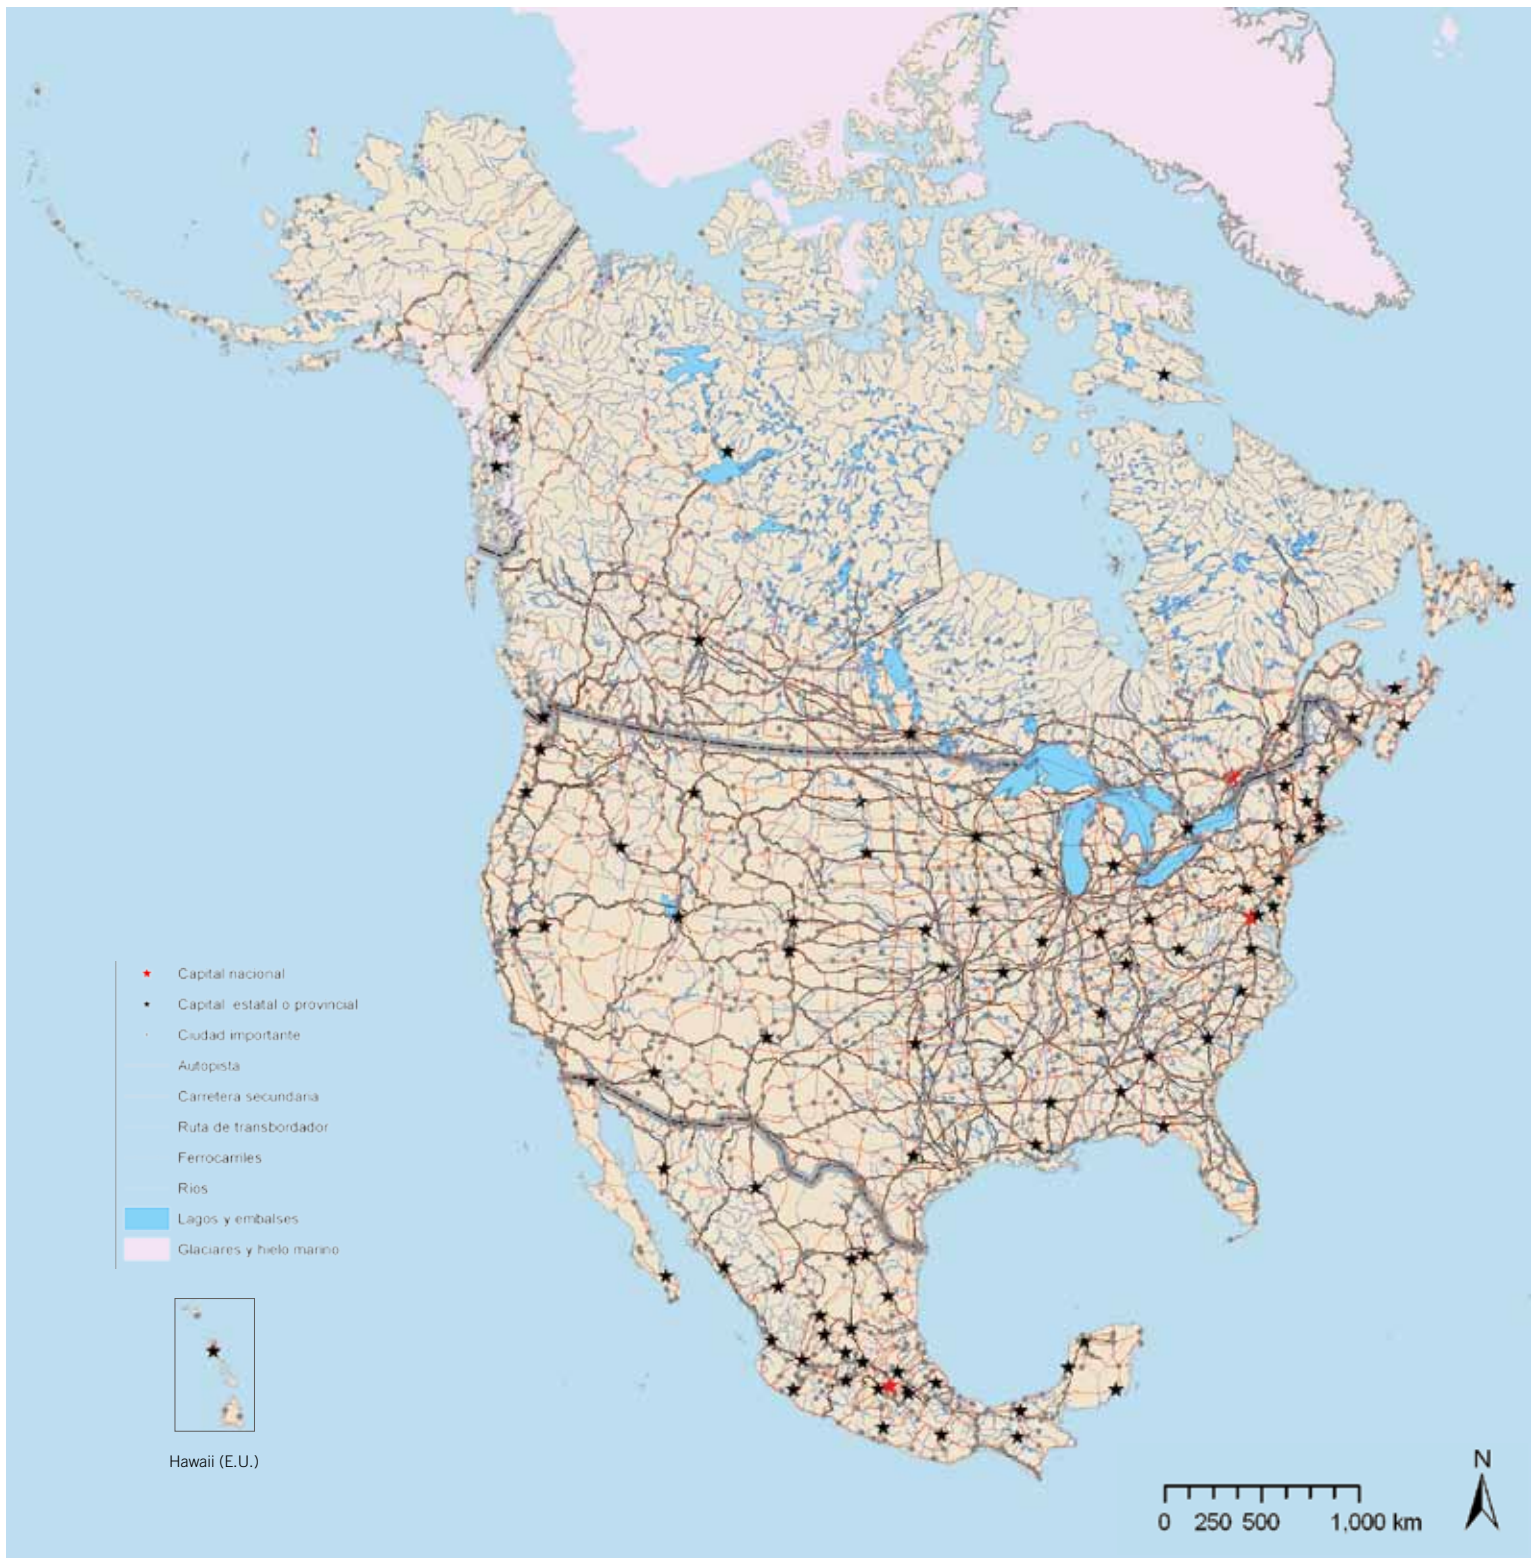 Capital nacional
Capital estatal o provincial
Ciudad importante
Autopista
Carretera secundaria
Ruta de transbordador
Ferrocarriles
Rios
Lagos y embalses
Glaciares y hielo marino
Hawaii (E.U.)
N
0 250 500 1,000 km